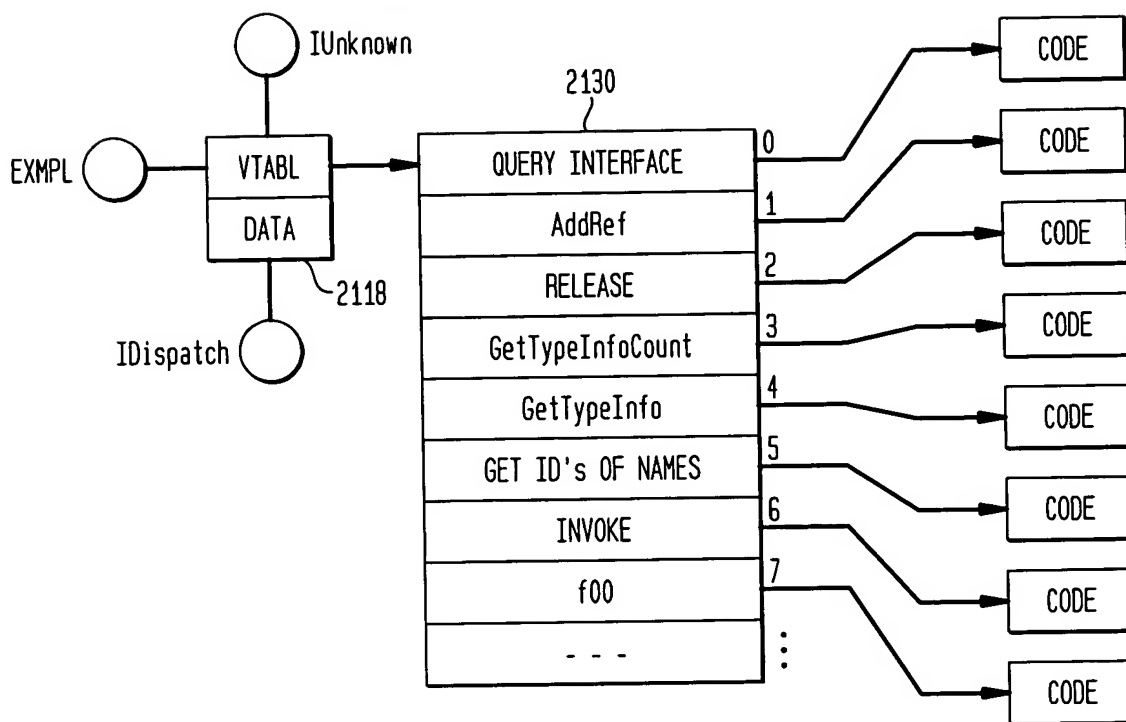 IUnknown
EXMPL
VTABL
DATA
2118
IDispatch
2130
QUERY INTERFACE
0
CODE
AddRef
1
CODE
RELEASE
2
CODE
GetTypeInfoCount
3
CODE
GetTypeInfo
4
CODE
GET ID's OF NAMES
5
CODE
INVOKE
6
CODE
f00
7
CODE
- - -